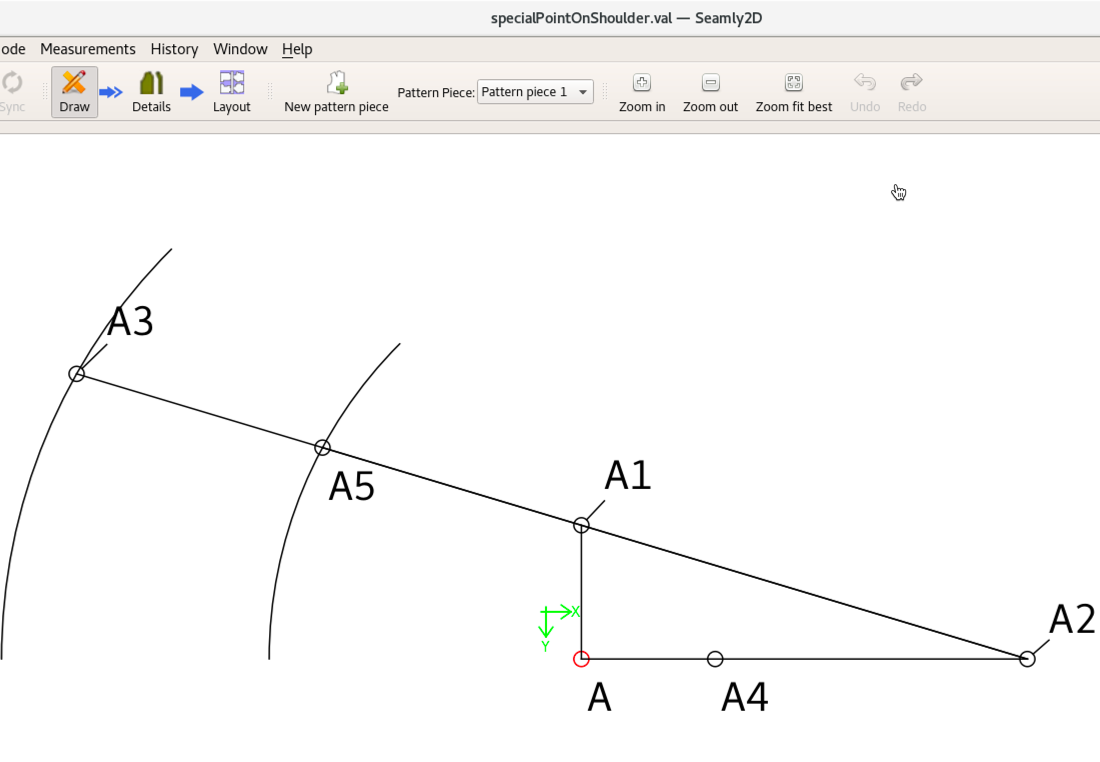 specialPointOnShoulder.val — Seamly2D
ode Measurements History Window Help
Sync Draw Details Layout New pattern piece Pattern Piece: Pattern piece 1 Zoom in Zoom out Zoom fit best Undo Redo
A3
A5
A1
X
Y
A2
A
A4